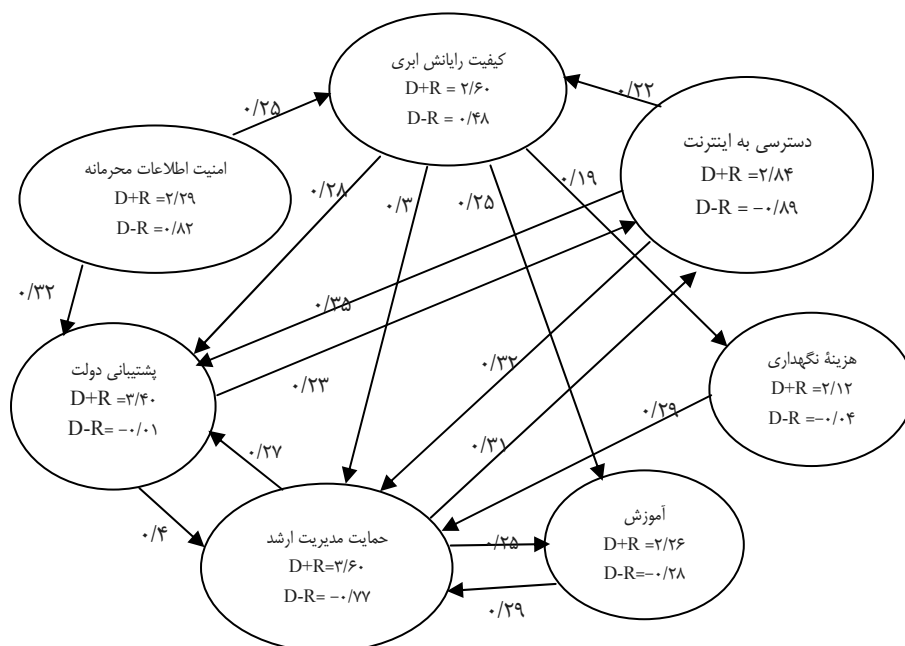 کیفیت رایانش ابری
D+R = ۲/۶۰
D-R = ۰/۴۸
۰/۲۲
۰/۲۵
دسترسی به اینترنت
D+R =۲/۸۴
D-R = -۰/۸۹
امنیت اطلاعات محرمانه
D+R =۲/۲۹
D-R =۰/۸۲
۰/۲۸
۰/۳
۰/۲۵
۰/۱۹
۰/۳۲
۰/۳۵
پشتیبانی دولت
D+R =۳/۴۰
D-R= -۰/۰۱
۰/۲۳
۰/۳۲
هزینۀ نگهداری
D+R =۲/۱۲
D-R =-۰/۰۴
۰/۲۹
۰/۳۱
۰/۲۷
۰/۴
حمایت مدیریت ارشد
D+R=۳/۶۰
D-R= -۰/۷۷
۰/۲۵
آموزش
D+R =۲/۲۶
D-R=-۰/۲۸
۰/۲۹